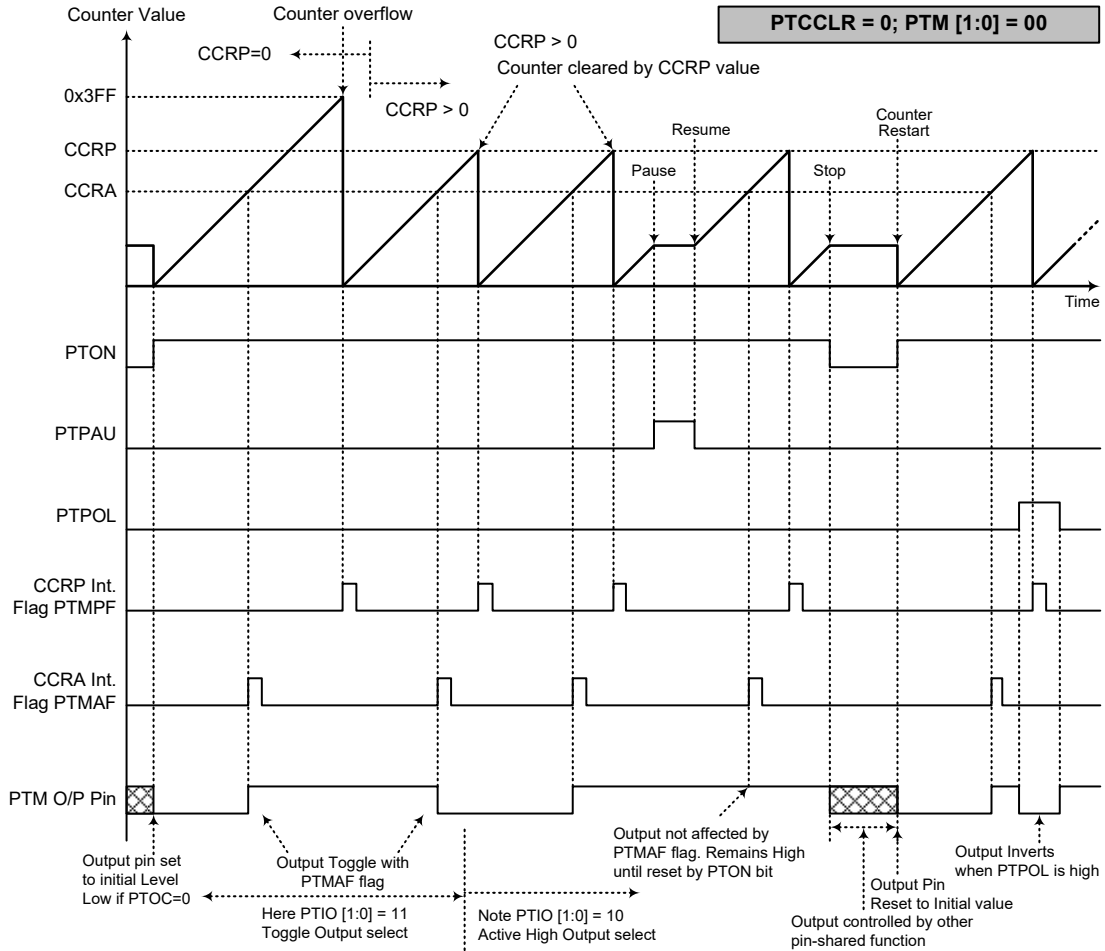 Counter Value
Counter overflow
PTCCLR = 0; PTM [1:0] = 00
CCRP=0
CCRP > 0
CCRP > 0
Counter cleared by CCRP value
0x3FF
CCRP
CCRA
Pause
Resume
Stop
Counter
Restart
Time
PTON
PTPAU
PTPOL
CCRP Int.
Flag PTMPF
CCRA Int.
Flag PTMAF
PTM O/P Pin
Output pin set
to initial Level
Low if PTOC=0
Output Toggle with
PTMAF flag
Here PTIO [1:0] = 11
Toggle Output select
Note PTIO [1:0] = 10
Active High Output select
Output not affected by
PTMAF flag. Remains High
until reset by PTON bit
Output Pin
Reset to Initial value
Output controlled by other
pin-shared function
Output Inverts
when PTPOL is high